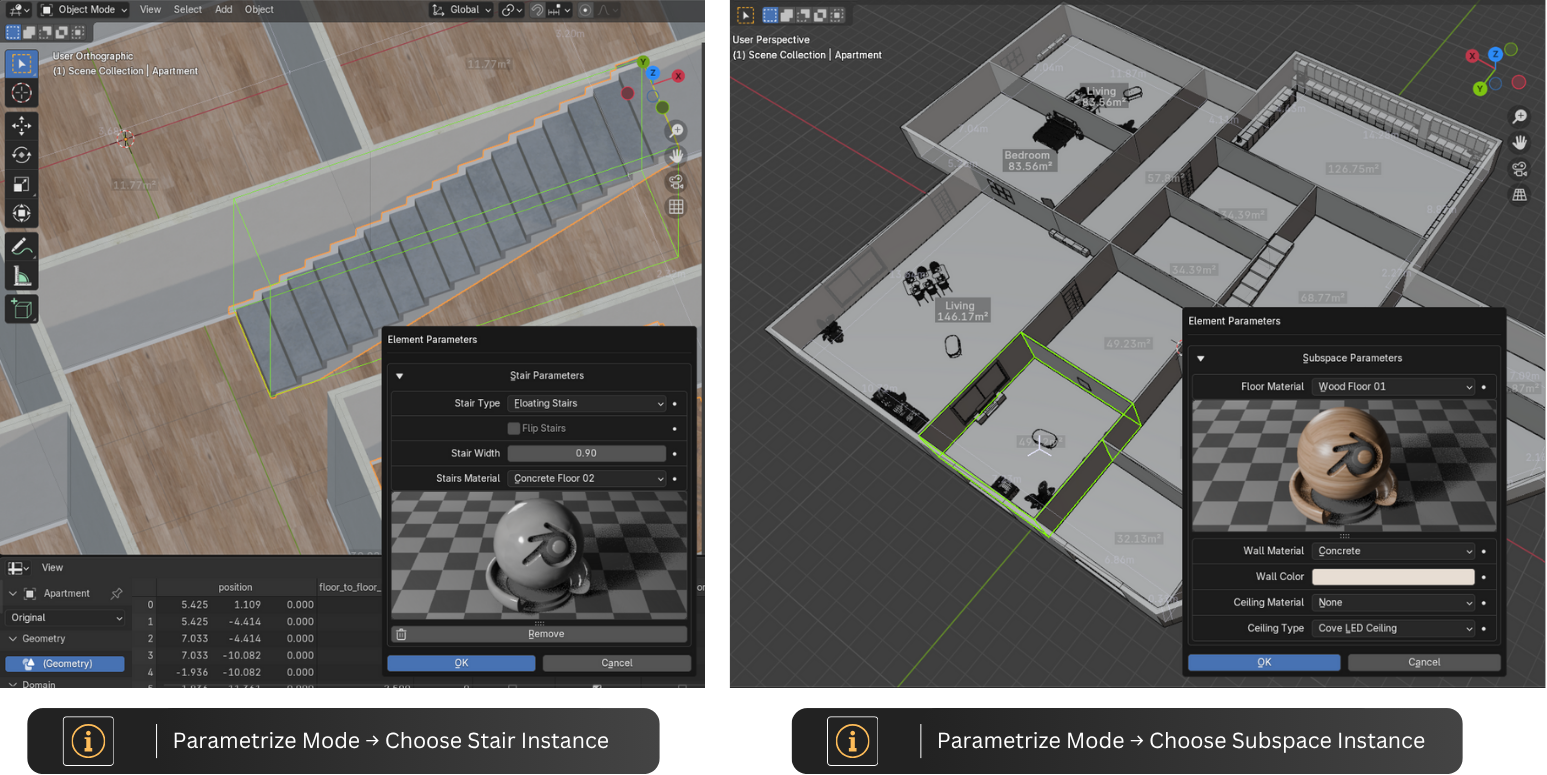 Object Mode
View
Select
Add
Object
Global
User Orthographic
(1) Scene Collection | Apartment
3.20m
11.77m²
11.77m²
Y
Z
X
Element Parameters
Stair Parameters
Stair Type
Floating Stairs
Flip Stairs
Stair Width
0.90
Stairs Material
Concrete Floor 02
Remove
OK
Cancel
View
Apartment
Original
Geometry
(Geometry)
Domain
position
floor_to_floor_
0 5.425 1.109 0.000
1 5.425 -4.414 0.000
2 7.033 -4.414 0.000
3 7.033 -10.082 0.000
4 -1.936 -10.082 0.000
Parametrize Mode → Choose Stair Instance
User Perspective
(1) Scene Collection | Apartment
X
Z
Y
Living
83.56m²
Bedroom
83.56m²
126.75m²
34.39m²
34.39m²
68.77m²
Living
146.17m²
49.23m²
32.13m²
Element Parameters
Subspace Parameters
Floor Material
Wood Floor 01
Wall Material
Concrete
Wall Color
Ceiling Material
None
Ceiling Type
Cove LED Ceiling
OK
Cancel
Parametrize Mode → Choose Subspace Instance